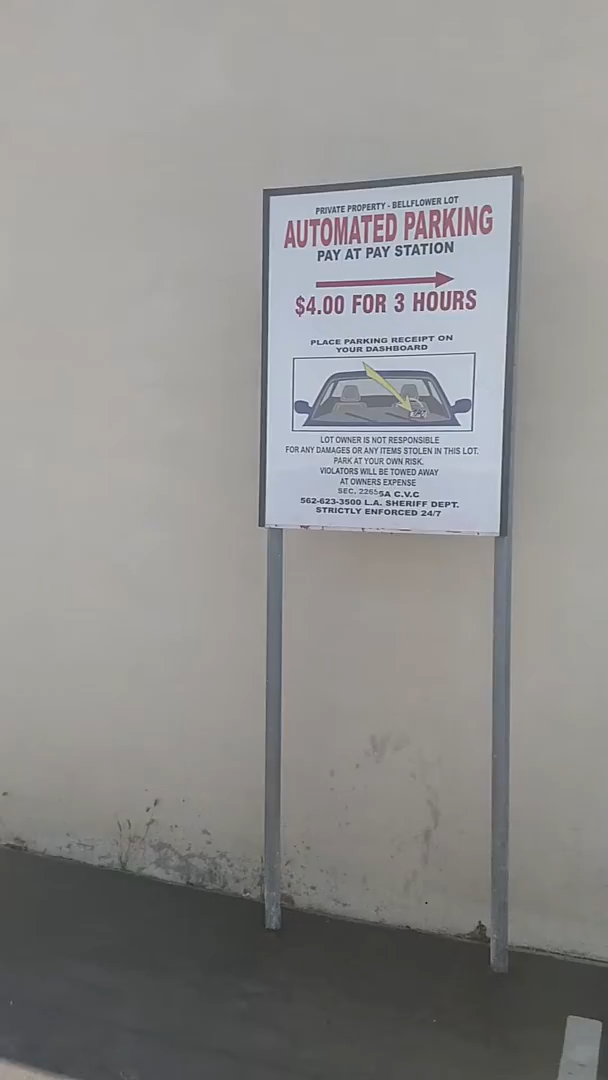 PRIVATE PROPERTY - BELLFLOWER LOT
AUTOMATED PARKING
PAY AT PAY STATION
$4.00 FOR 3 HOURS
PLACE PARKING RECEIPT ON
YOUR DASHBOARD
LOT OWNER IS NOT RESPONSIBLE
FOR ANY DAMAGES OR ANY ITEMS STOLEN IN THIS LOT.
PARK AT YOUR OWN RISK.
VIOLATORS WILL BE TOWED AWAY
AT OWNERS EXPENSE
SEC. 22658A C.V.C
562-623-3500 L.A. SHERIFF DEPT.
STRICTLY ENFORCED 24/7